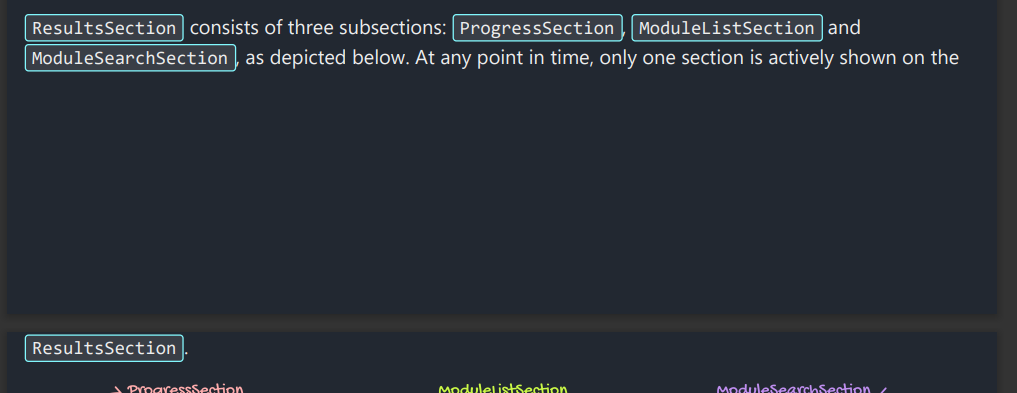 ResultsSection consists of three subsections: ProgressSection, ModuleListSection and
ModuleSearchSection, as depicted below. At any point in time, only one section is actively shown on the
ResultsSection.
ProgressSection ModuleListSection ModuleSearchSection